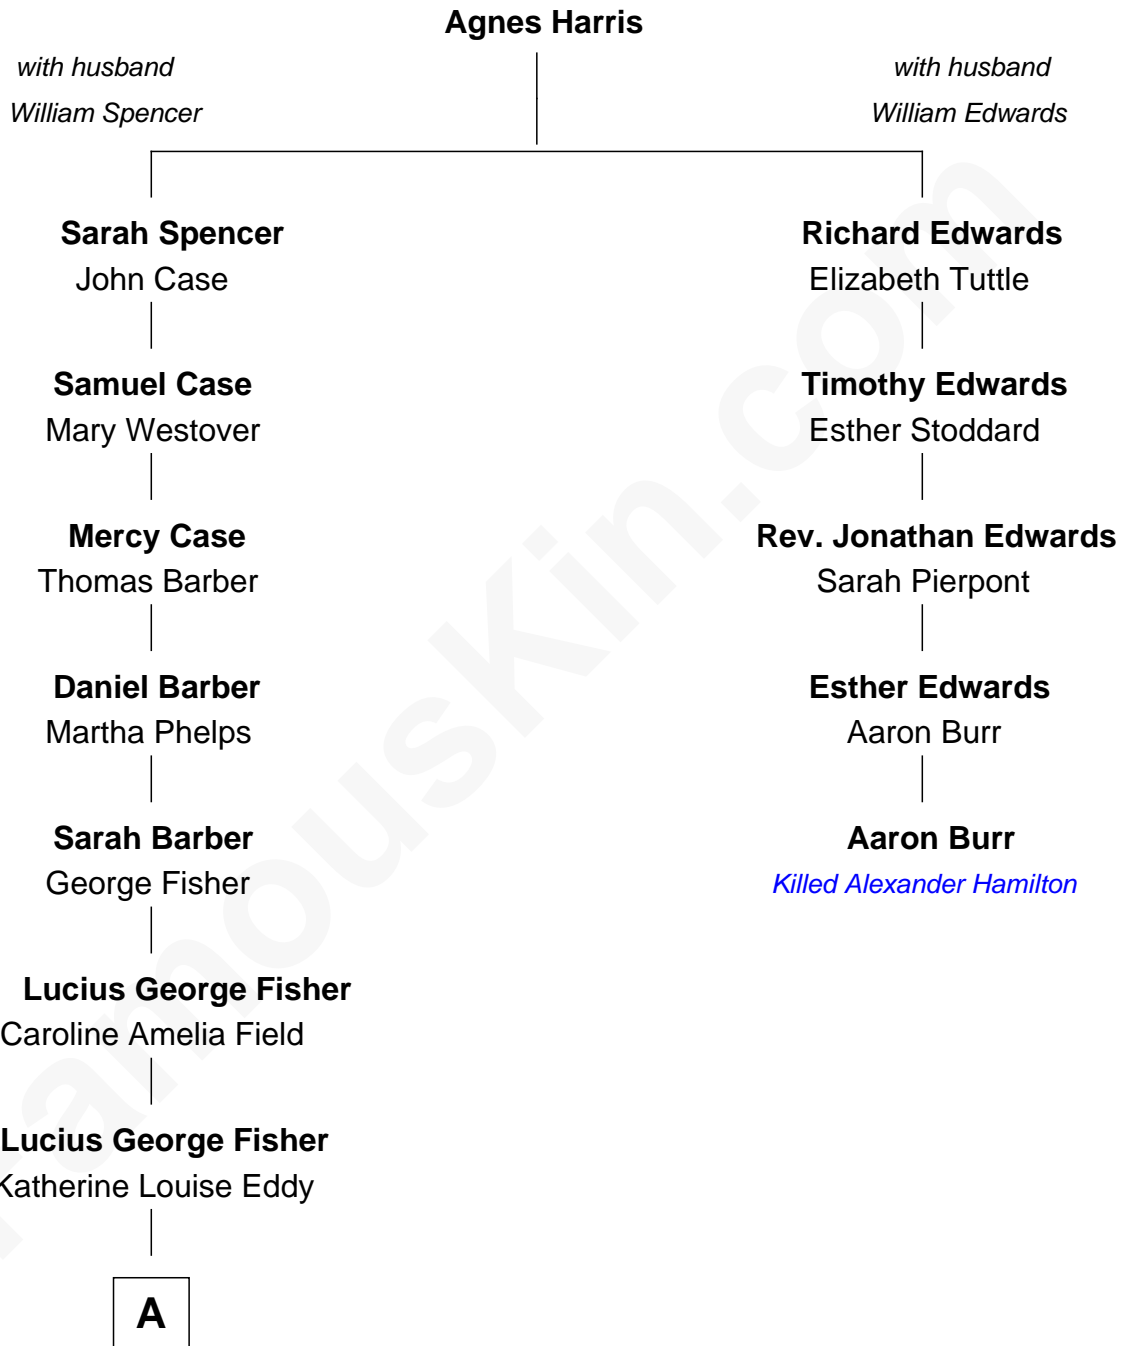 Agnes Harris
with husband
William Spencer
with husband
William Edwards
Sarah Spencer
John Case
Richard Edwards
Elizabeth Tuttle
Samuel Case
Mary Westover
Timothy Edwards
Esther Stoddard
Mercy Case
Thomas Barber
Rev. Jonathan Edwards
Sarah Pierpont
Daniel Barber
Martha Phelps
Esther Edwards
Aaron Burr
Sarah Barber
George Fisher
Aaron Burr
Killed Alexander Hamilton
Lucius George Fisher
Caroline Amelia Field
Lucius George Fisher
Katherine Louise Eddy
A
FamousKin.com